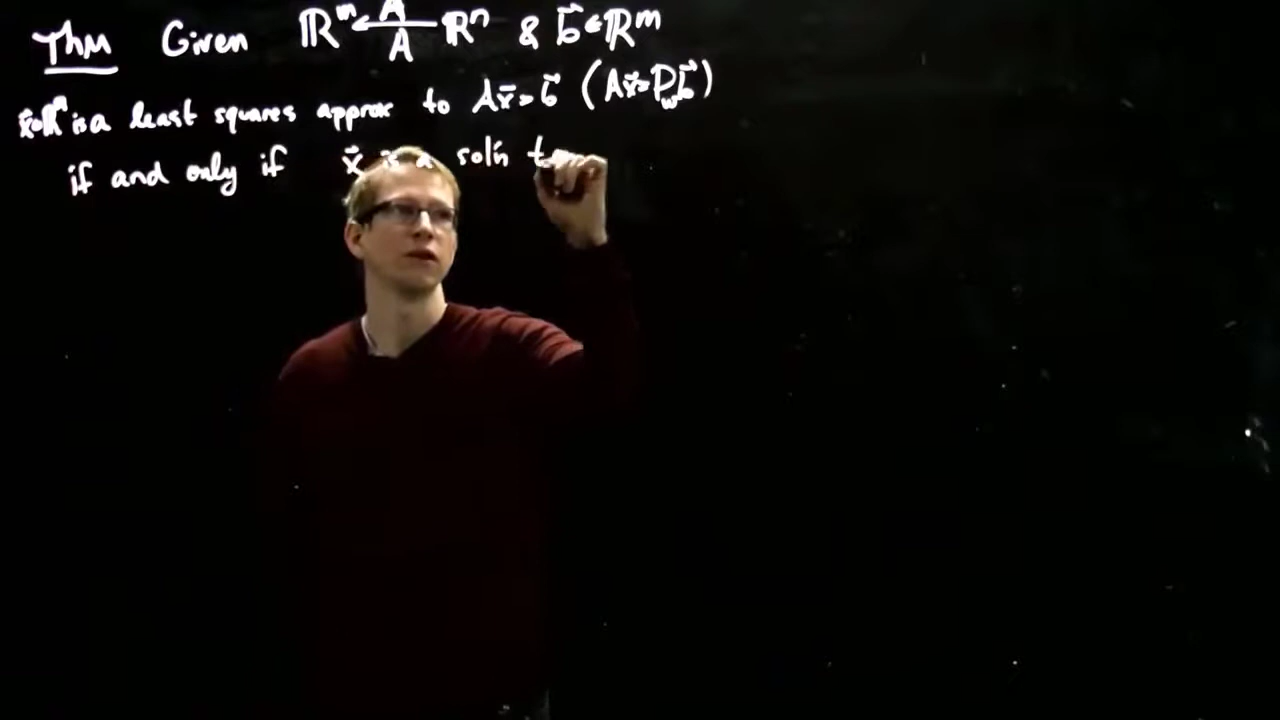 Thm Given ℝᵐ ←A/A— ℝⁿ & b⃗ ∈ ℝᵐ
x⃗∈ℝⁿ is a least squares approx to Ax⃗=b⃗ (Ax⃗=P_W b⃗)
if and only if x⃗ is a sol'n